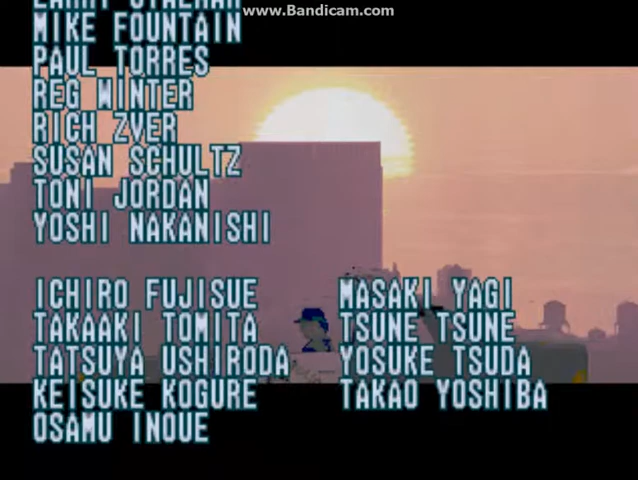 www.Bandicam.com
MIKE FOUNTAIN
PAUL TORRES
REG WINTER
RICH ZVER
SUSAN SCHULTZ
TONI JORDAN
YOSHI NAKANISHI
ICHIRO FUJISUE MASAKI YAGI
TAKAAKI TOMITA TSUNE TSUNE
TATSUYA USHIRODA YOSUKE TSUDA
KEISUKE KOGURE TAKAO YOSHIBA
OSAMU INOUE